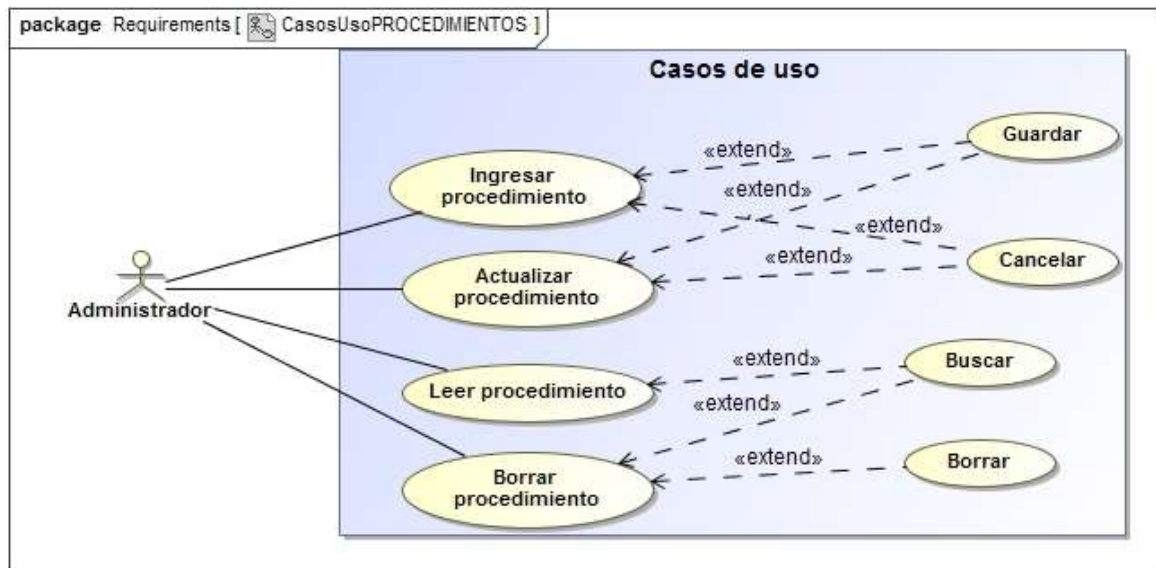 package Requirements [ CasosUsoPROCEDIMIENTOS ]
Casos de uso
Guardar
«extend»
Ingresar
procedimiento
«extend»
«extend»
Cancelar
«extend»
Actualizar
procedimiento
Administrador
Buscar
«extend»
Leer procedimiento
«extend»
Borrar
«extend»
Borrar
procedimiento